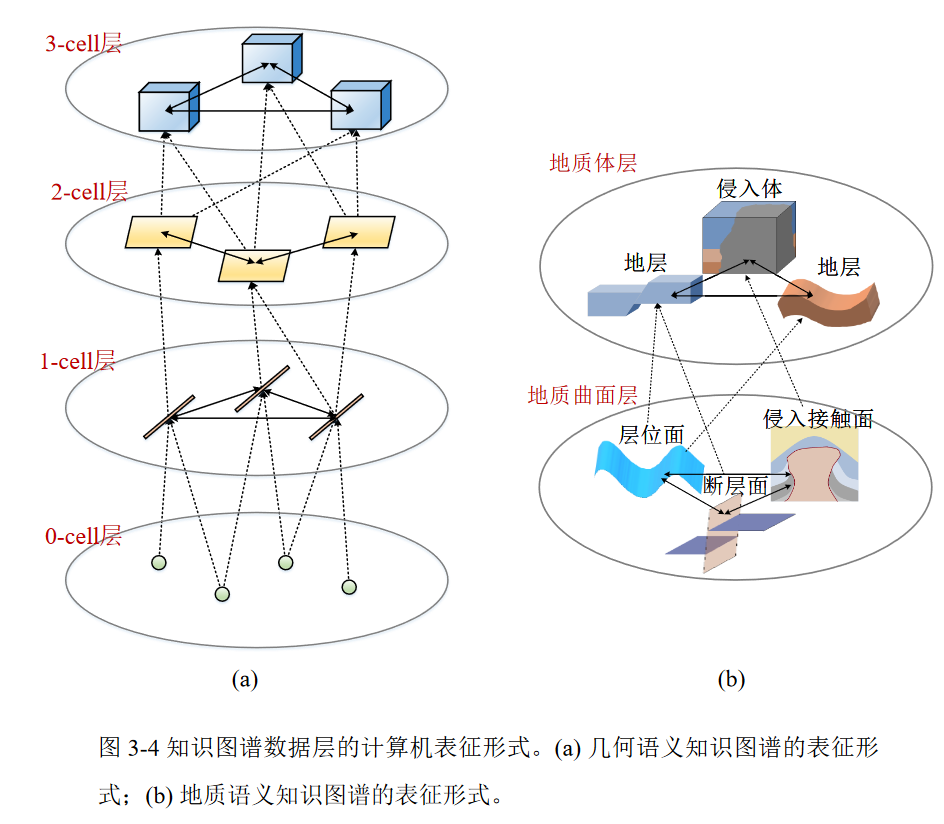 3-cell层
2-cell层
1-cell层
0-cell层
(a)
地质体层
侵入体
地层
地层
地质曲面层
层位面
侵入接触面
断层面
(b)
图 3-4 知识图谱数据层的计算机表征形式。(a) 几何语义知识图谱的表征形
式；(b) 地质语义知识图谱的表征形式。